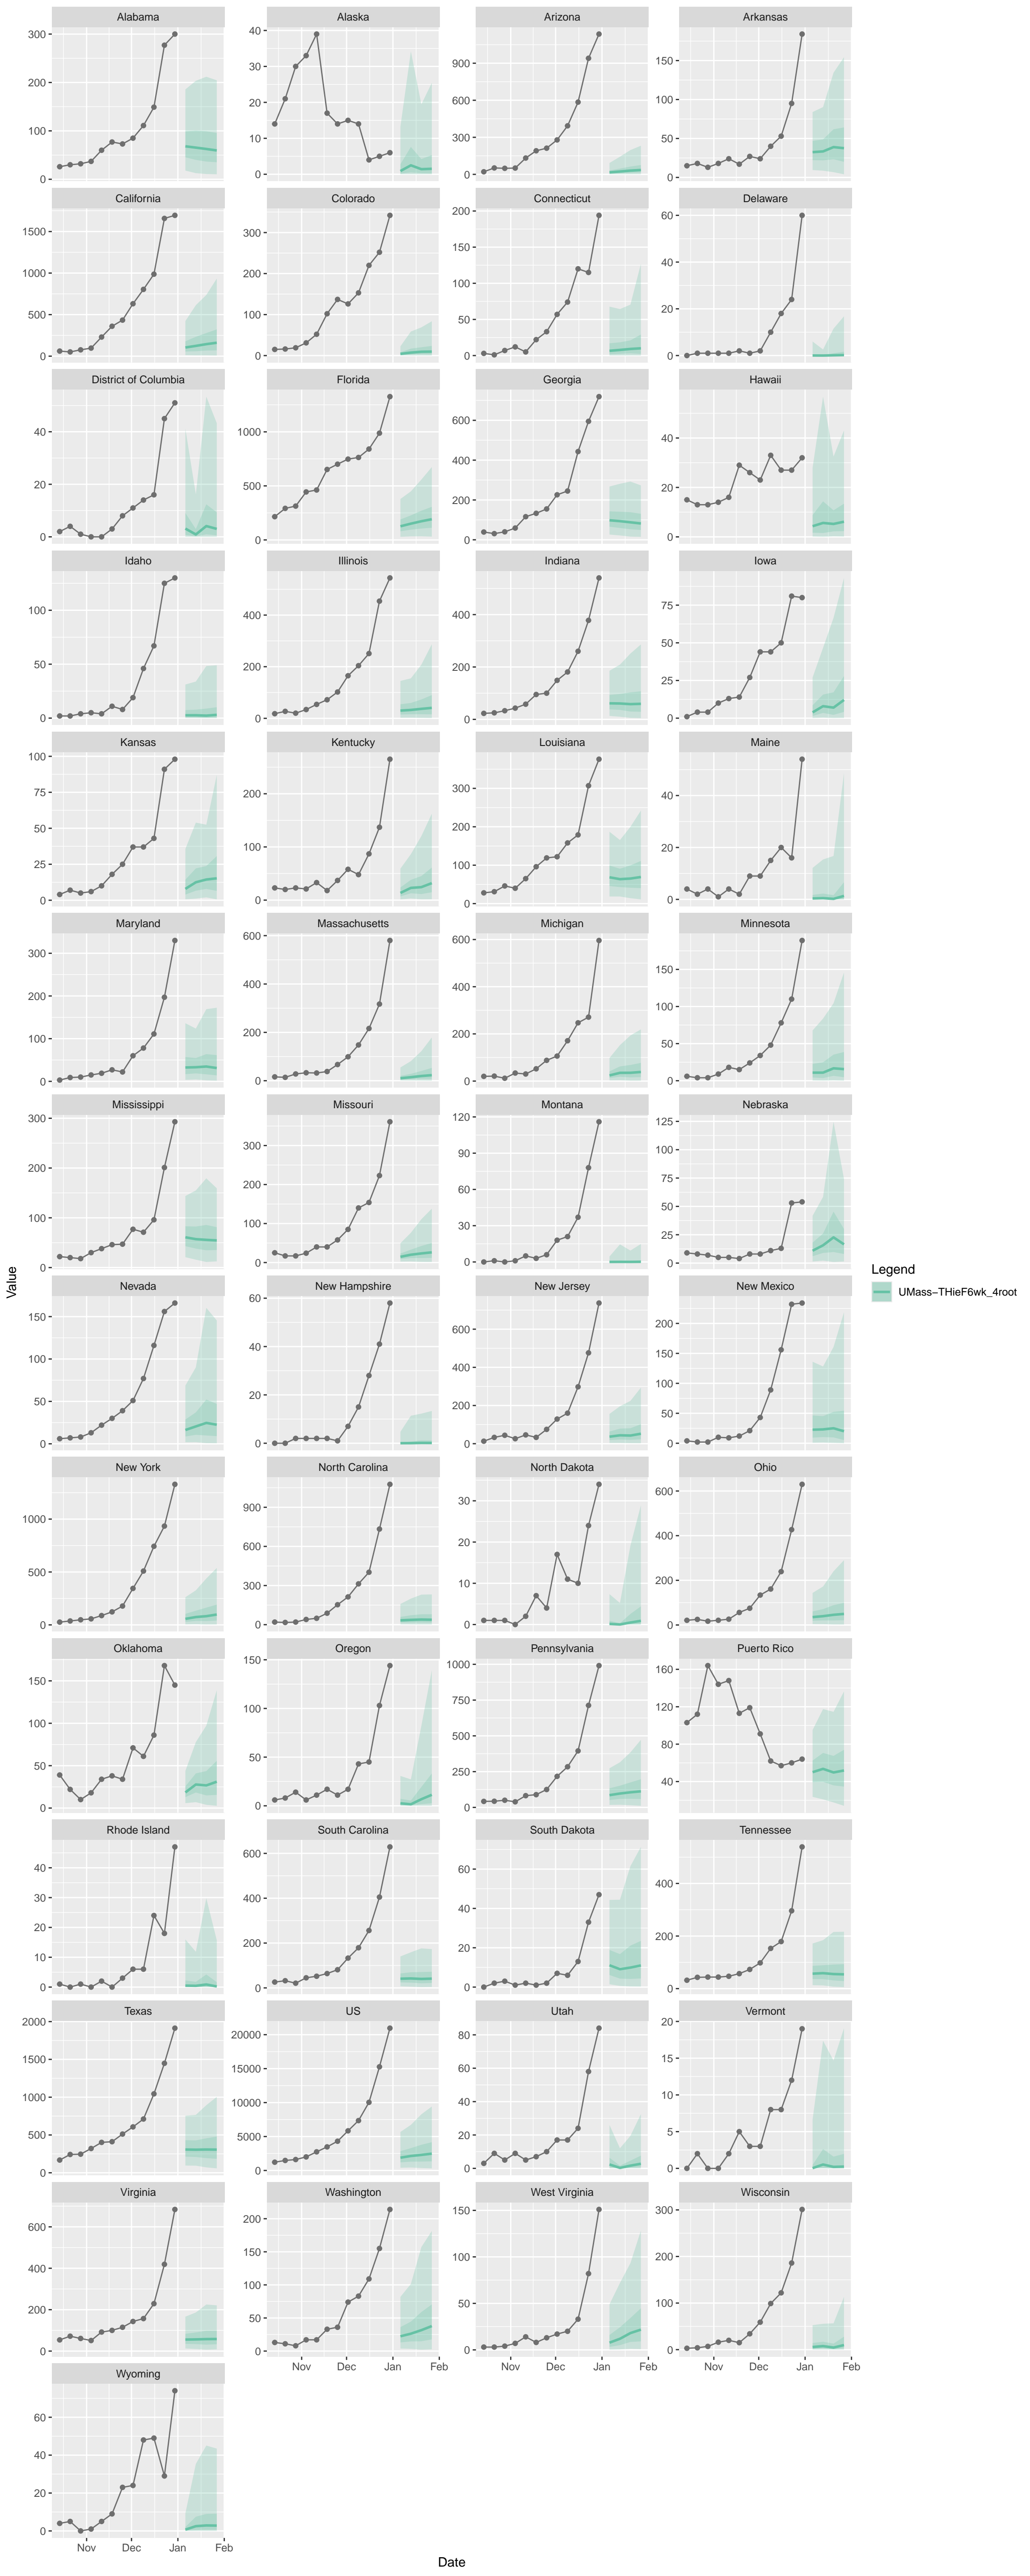 Alabama Alaska Arizona Arkansas
300 200 100 0
40 30 20 10 0
900 600 300 0
150 100 50 0
California Colorado Connecticut Delaware
1500 1000 500 0
300 200 100 0
200 150 100 50 0
60 40 20 0
District of Columbia Florida Georgia Hawaii
40 20 0
1000 500 0
600 400 200 0
40 20 0
Idaho Illinois Indiana Iowa
100 50 0
400 200 0
400 200 0
75 50 25 0
Kansas Kentucky Louisiana Maine
100 75 50 25 0
200 100 0
300 200 100 0
40 20 0
Maryland Massachusetts Michigan Minnesota
300 200 100 0
600 400 200 0
600 400 200 0
150 100 50 0
Mississippi Missouri Montana Nebraska
300 200 100 0
300 200 100 0
120 90 60 30 0
125 100 75 50 25 0
Value
Legend
UMass−THieF6wk_4root
Nevada New Hampshire New Jersey New Mexico
150 100 50 0
60 40 20 0
600 400 200 0
200 150 100 50 0
New York North Carolina North Dakota Ohio
1000 500 0
900 600 300 0
30 20 10 0
600 400 200 0
Oklahoma Oregon Pennsylvania Puerto Rico
150 100 50 0
150 100 50 0
1000 750 500 250 0
160 120 80 40
Rhode Island South Carolina South Dakota Tennessee
40 30 20 10 0
600 400 200 0
60 40 20 0
400 200 0
Texas US Utah Vermont
2000 1500 1000 500 0
20000 15000 10000 5000 0
80 60 40 20 0
20 15 10 5 0
Virginia Washington West Virginia Wisconsin
600 400 200 0
200 150 100 50 0
150 100 50 0
300 200 100 0
Nov Dec Jan Feb Nov Dec Jan Feb Nov Dec Jan Feb
Wyoming
60 40 20 0
Nov Dec Jan Feb
Date